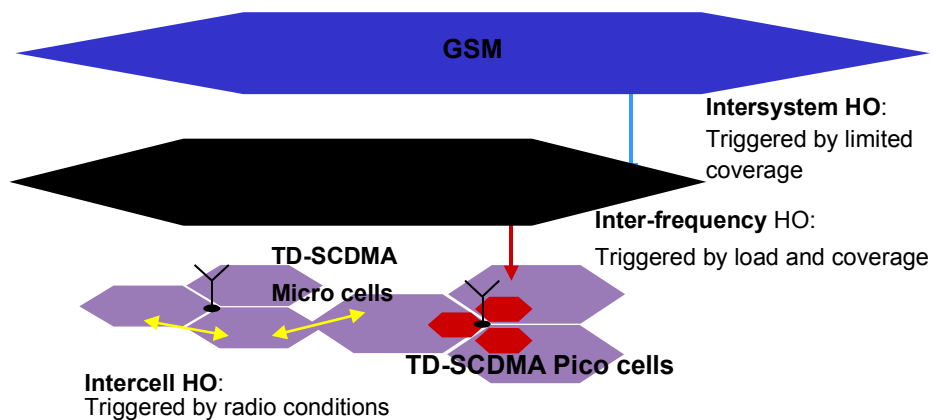 GSM
Intersystem HO:
Triggered by limited
coverage
Inter-frequency HO:
Triggered by load and coverage
TD-SCDMA
Micro cells
TD-SCDMA Pico cells
Intercell HO:
Triggered by radio conditions